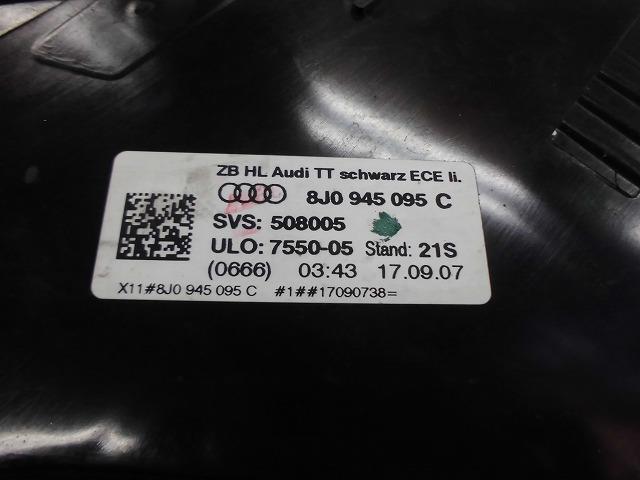 ZB HL Audi TT schwarz ECE li.
8J0 945 095 C
SVS: 508005
ULO: 7550-05 Stand: 21S
(0666) 03:43 17.09.07
X11#8J0 945 095 C #1##17090738=